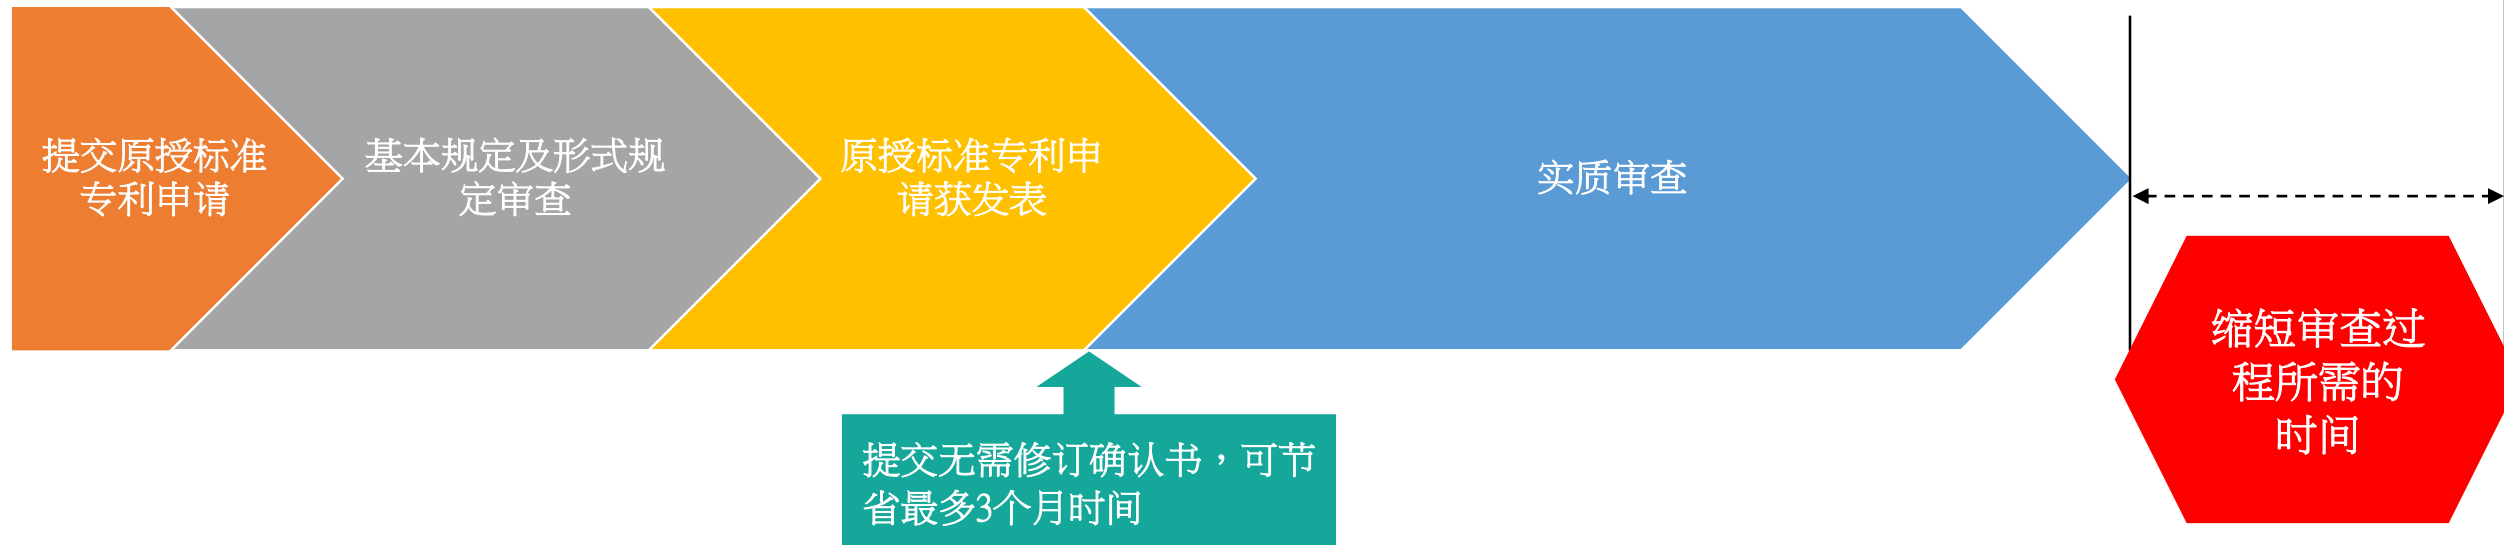 提交原授权标准
专利申请
基本规定及形式规
定审查
原授权标准专利申
请获发表
实质审查
缩短审查过
程所需的
时间
提交无需修订确认书，可节
省最多3个月时间